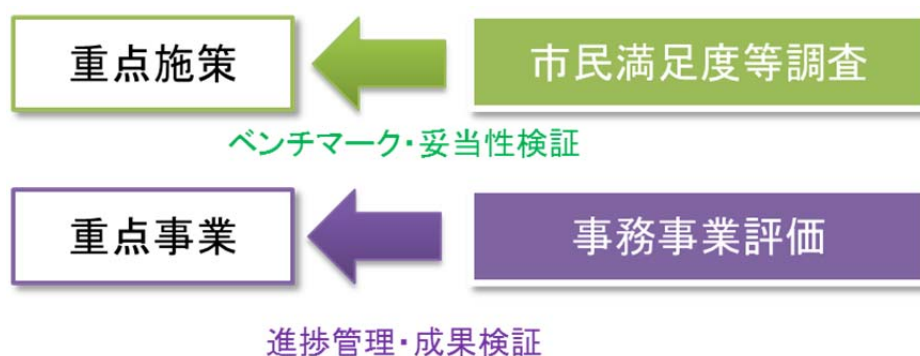 重点施策
市民満足度等調査
ベンチマーク・妥当性検証
重点事業
事務事業評価
進捗管理・成果検証